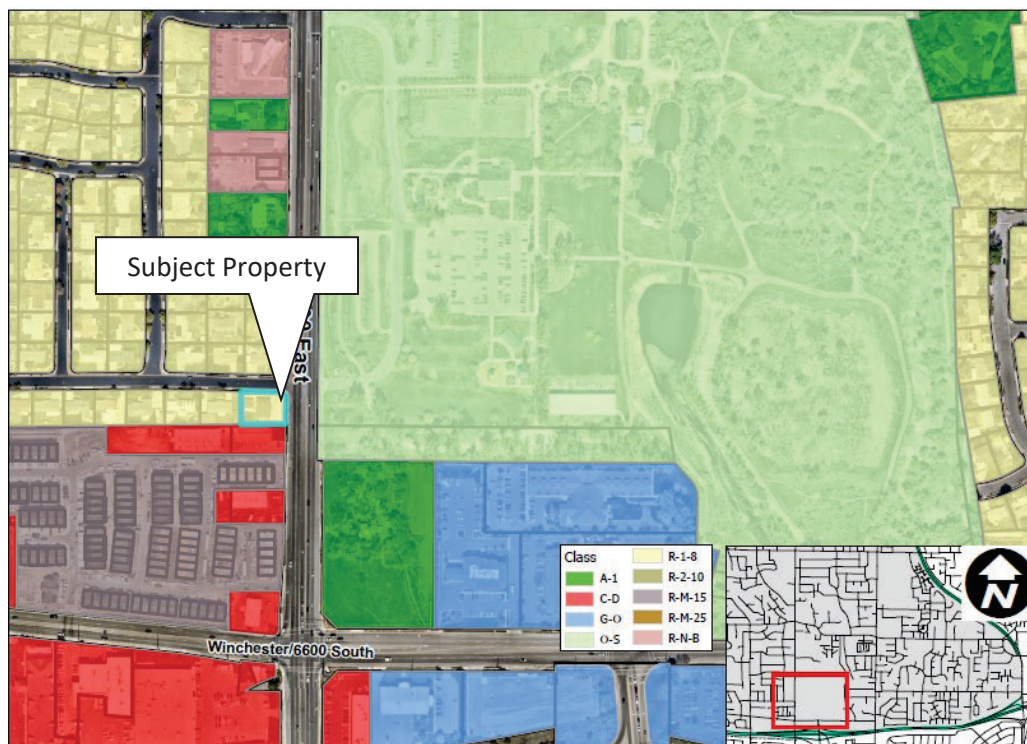 Subject Property
East
Winchester/6600 South
Class
A-1
C-D
G-O
O-S
R-1-8
R-2-10
R-M-15
R-M-25
R-N-B
N